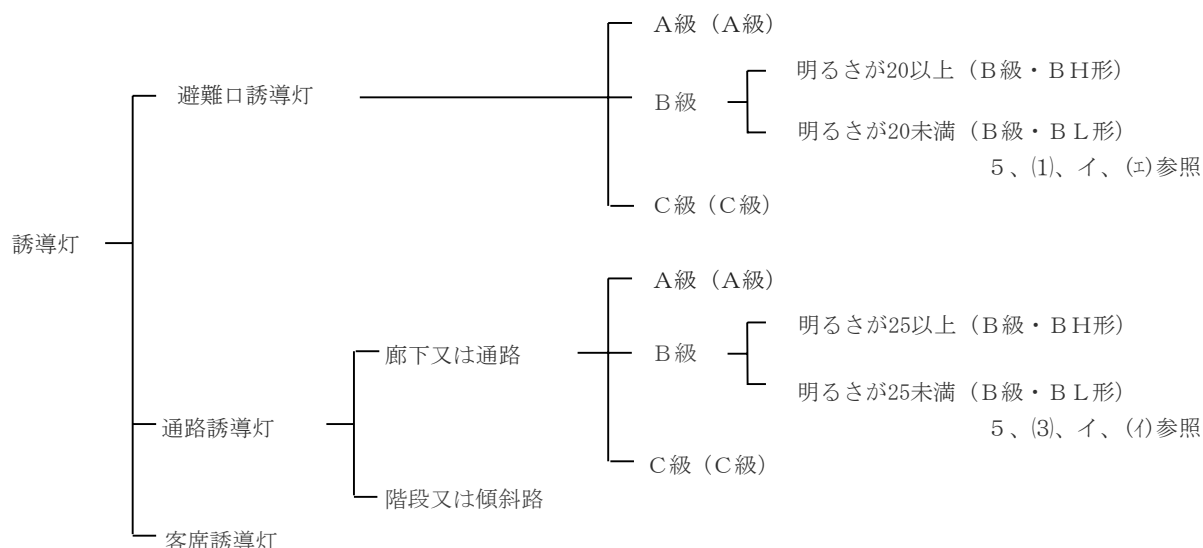 A級（A級）
明るさが20以上（B級・BH形）
避難口誘導灯
B級
明るさが20未満（B級・BL形）
5、⑴、イ、㈓参照
C級（C級）
誘導灯
A級（A級）
明るさが25以上（B級・BH形）
廊下又は通路
B級
明るさが25未満（B級・BL形）
5、⑶、イ、(ｲ)参照
通路誘導灯
C級（C級）
階段又は傾斜路
客席誘導灯